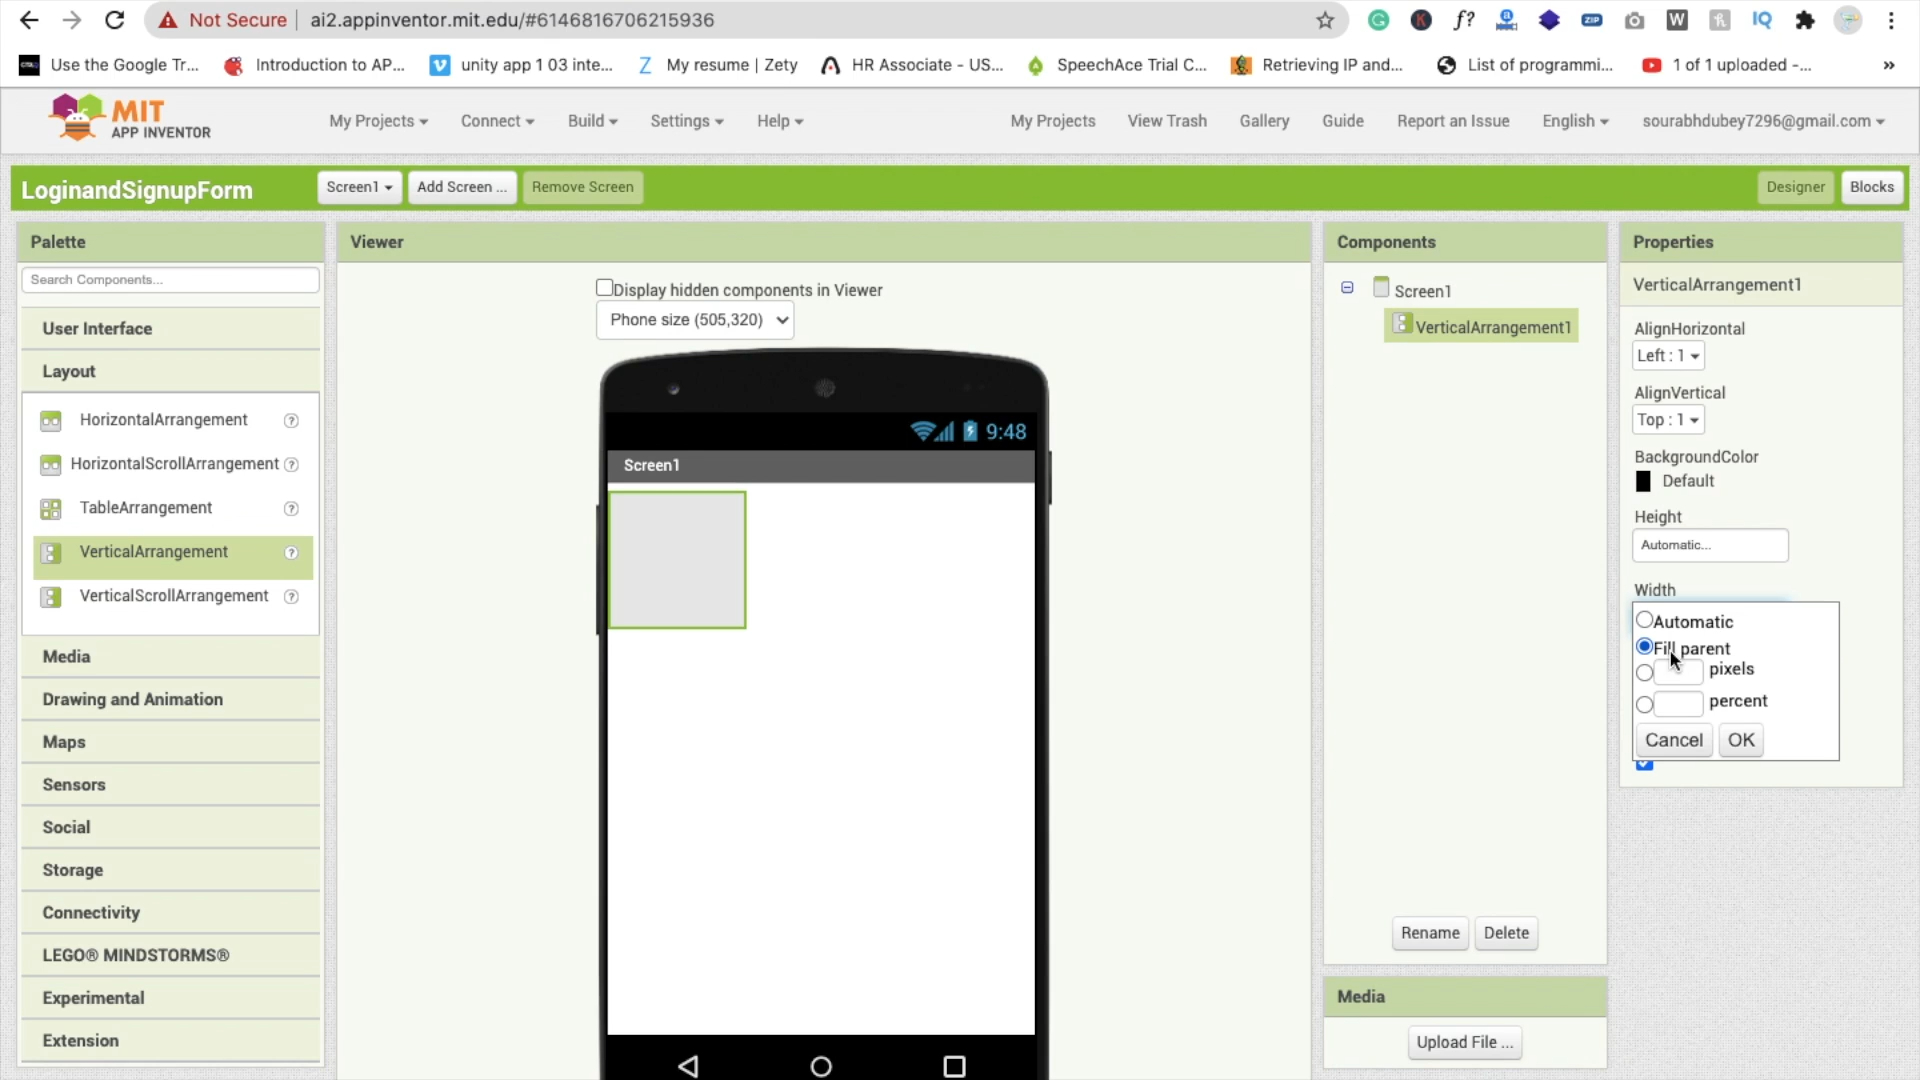 Not Secure ai2.appinventor.mit.edu/#6146816706215936
Use the Google Tr... Introduction to AP... unity app 1 03 inte... My resume | Zety HR Associate - US... SpeechAce Trial C... Retrieving IP and... List of programmi... 1 of 1 uploaded -... »
MIT
APP INVENTOR
My Projects Connect Build Settings Help My Projects View Trash Gallery Guide Report an Issue English sourabhdubey7296@gmail.com
LoginandSignupForm Screen1 Add Screen ... Remove Screen Designer Blocks
Palette
Search Components...
User Interface
Layout
HorizontalArrangement
HorizontalScrollArrangement
TableArrangement
VerticalArrangement
VerticalScrollArrangement
Media
Drawing and Animation
Maps
Sensors
Social
Storage
Connectivity
LEGO® MINDSTORMS®
Experimental
Extension
Viewer
Display hidden components in Viewer
Phone size (505,320)
9:48
Screen1
Components
Screen1
VerticalArrangement1
Rename Delete
Media
Upload File ...
Properties
VerticalArrangement1
AlignHorizontal
Left : 1
AlignVertical
Top : 1
BackgroundColor
Default
Height
Automatic...
Width
Automatic
Fill parent
pixels
percent
Cancel OK